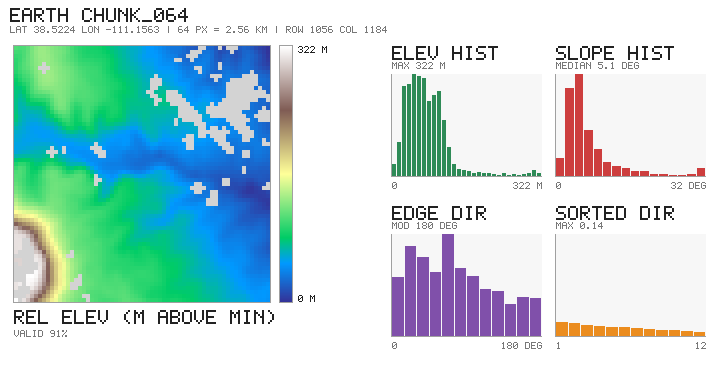 EARTH CHUNK_064
LAT 38.5224 LON -111.1563 | 64 PX = 2.56 KM | ROW 1056 COL 1184
322 M
0 M
REL ELEV (M ABOVE MIN)
VALID 91%
ELEV HIST
MAX 322 M
0 322 M
SLOPE HIST
MEDIAN 5.1 DEG
0 32 DEG
EDGE DIR
MOD 180 DEG
0 180 DEG
SORTED DIR
MAX 0.14
1 12